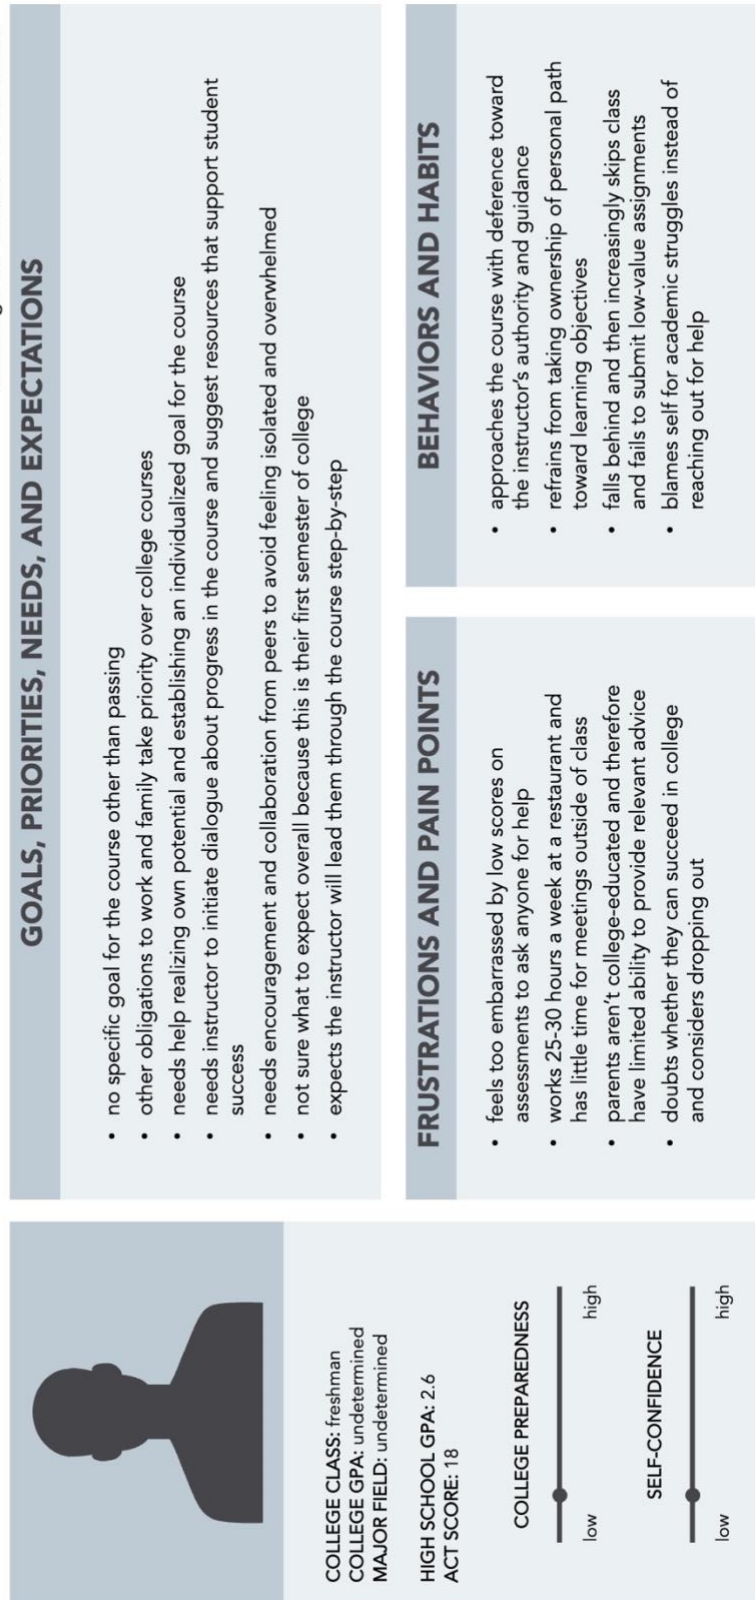 COLLEGE CLASS: freshman
COLLEGE GPA: undetermined
MAJOR FIELD: undetermined
HIGH SCHOOL GPA: 2.6
ACT SCORE: 18
COLLEGE PREPAREDNESS
low high
SELF-CONFIDENCE
low high
GOALS, PRIORITIES, NEEDS, AND EXPECTATIONS
• no specific goal for the course other than passing
• other obligations to work and family take priority over college courses
• needs help realizing own potential and establishing an individualized goal for the course
• needs instructor to initiate dialogue about progress in the course and suggest resources that support student
success
• needs encouragement and collaboration from peers to avoid feeling isolated and overwhelmed
• not sure what to expect overall because this is their first semester of college
• expects the instructor will lead them through the course step-by-step
FRUSTRATIONS AND PAIN POINTS
• feels too embarrassed by low scores on
assessments to ask anyone for help
• works 25-30 hours a week at a restaurant and
has little time for meetings outside of class
• parents aren't college-educated and therefore
have limited ability to provide relevant advice
• doubts whether they can succeed in college
and considers dropping out
BEHAVIORS AND HABITS
• approaches the course with deference toward
the instructor's authority and guidance
• refrains from taking ownership of personal path
toward learning objectives
• falls behind and then increasingly skips class
and fails to submit low-value assignments
• blames self for academic struggles instead of
reaching out for help